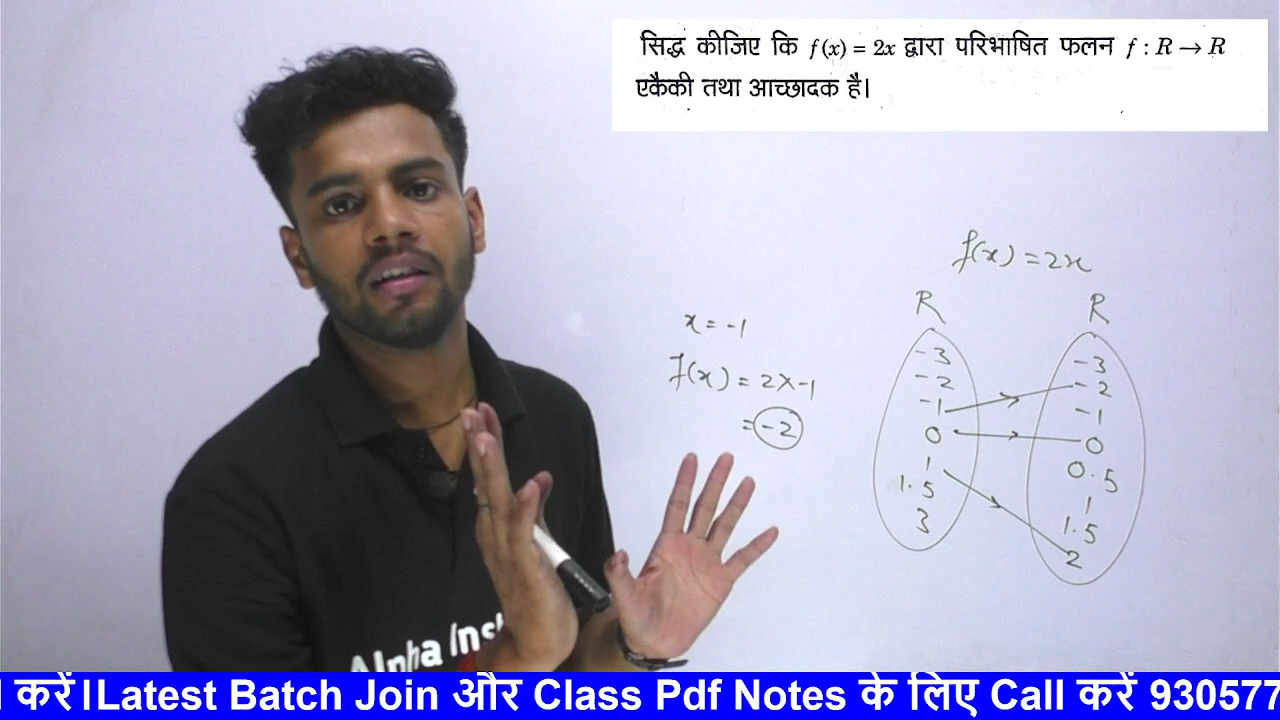 सिद्ध कीजिए कि f(x) = 2x द्वारा परिभाषित फलन f : R → R
एकैकी तथा आच्छादक है।
f(x) = 2x
R
R
x = -1
f(x) = 2x-1
= -2
-3
-2
-1
0
1
1.5
3
-3
-2
-1
0
0.5
1
1.5
2
Alpha Ins
करें।Latest Batch Join और Class Pdf Notes के लिए Call करें 930577